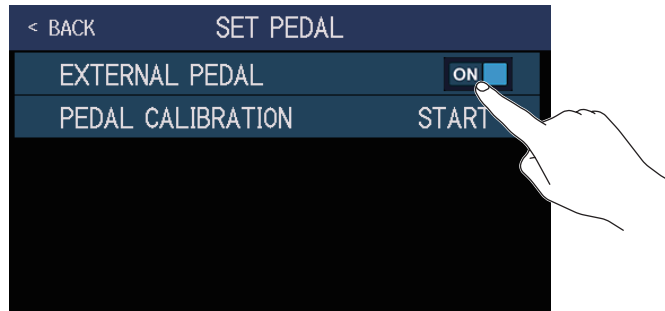 < BACK SET PEDAL
EXTERNAL PEDAL ON
PEDAL CALIBRATION START